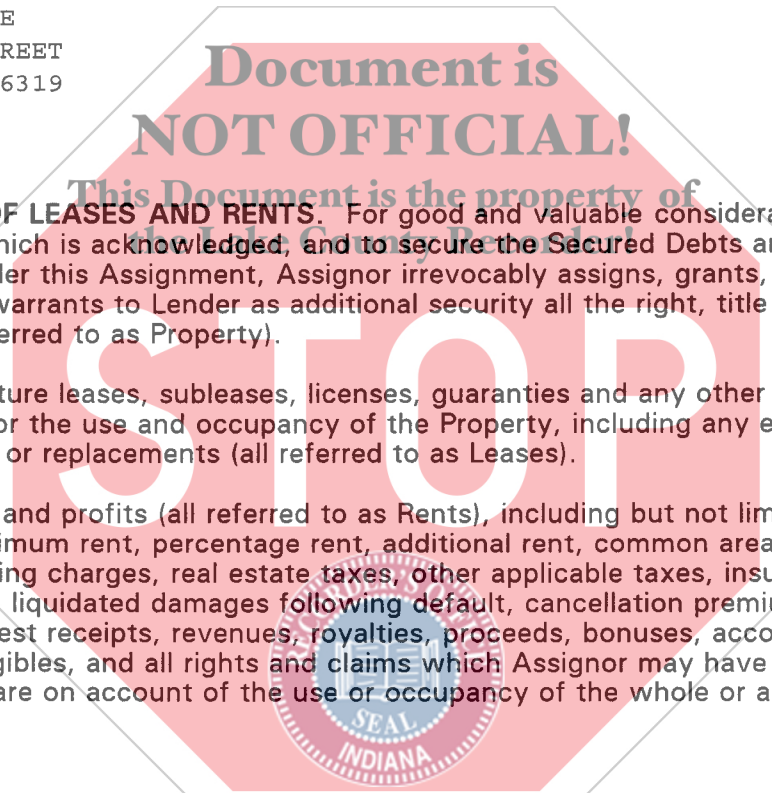 E
REET
6319
Document is
NOT OFFICIAL!
This Document is the property of
the Lake County Recorder!
OF LEASES AND RENTS. For good and valuable considera
hich is acknowledged, and to secure the Secured Debts a
er this Assignment, Assignor irrevocably assigns, grants,
warrants to Lender as additional security all the right, title
erred to as Property).
ture leases, subleases, licenses, guaranties and any other
or the use and occupancy of the Property, including any e
or replacements (all referred to as Leases).
and profits (all referred to as Rents), including but not lim
imum rent, percentage rent, additional rent, common area
ing charges, real estate taxes, other applicable taxes, insu
liquidated damages following default, cancellation premi
est receipts, revenues, royalties, proceeds, bonuses, acco
gibles, and all rights and claims which Assignor may have
are on account of the use or occupancy of the whole or a
STOP
RECORDER'S OFFICE
SEAL
INDIANA